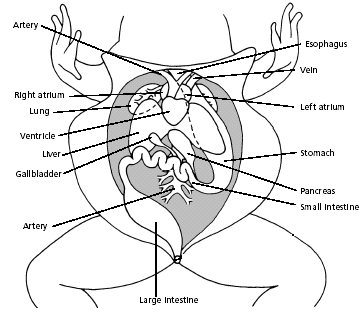 Artery
Esophagus
Vein
Right atrium
Left atrium
Lung
Ventricle
Liver
Stomach
Gallbladder
Pancreas
Small Intestine
Artery
Large Intestine